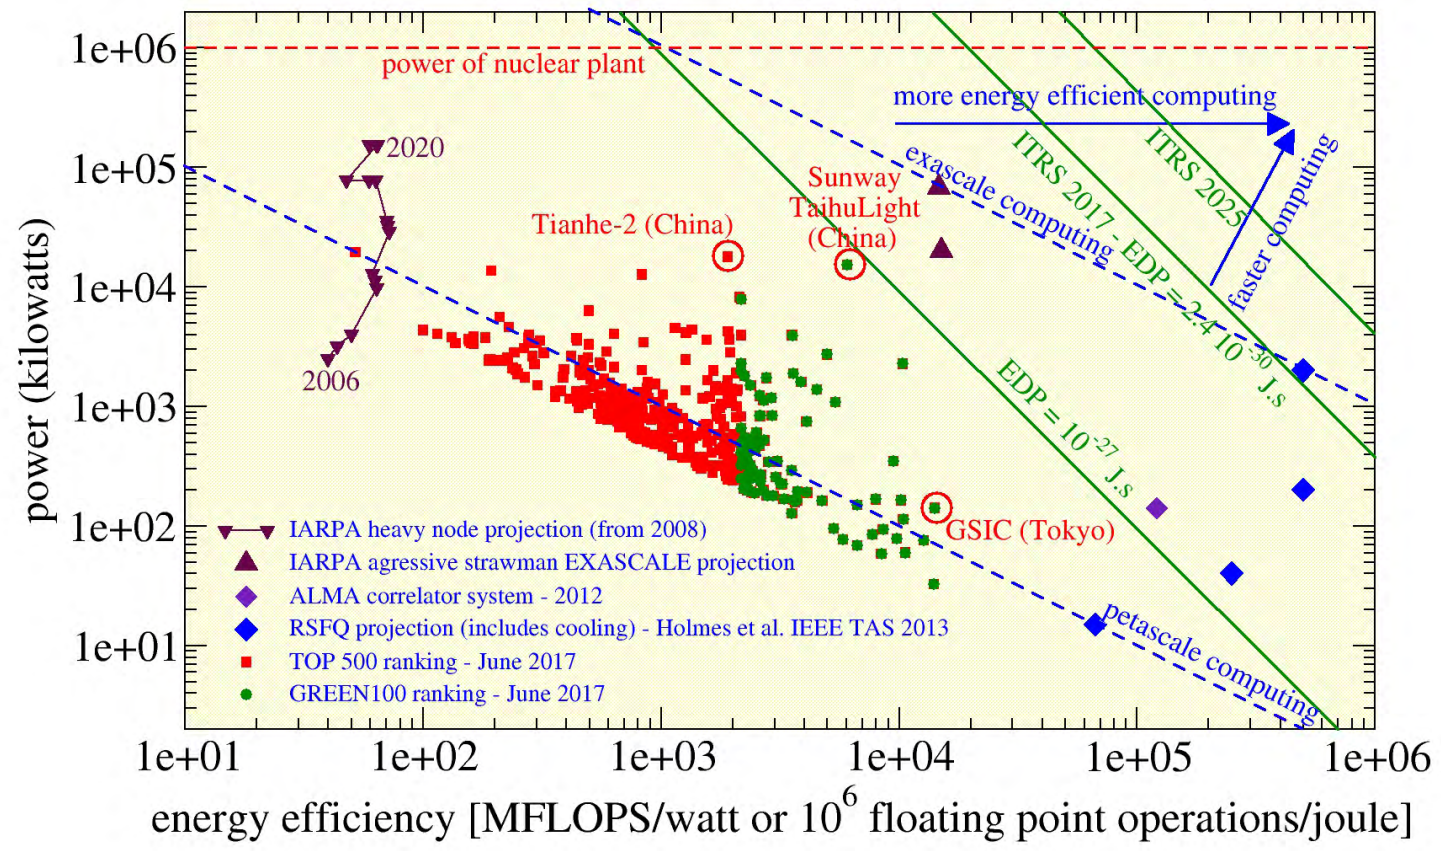 1e+06
power of nuclear plant
more energy efficient computing
2020
1e+05
exascale computing
ITRS 2017 - EDP = 2.4 10^-30 J.s
ITRS 2025
faster computing
Sunway
TaihuLight
(China)
Tianhe-2 (China)
1e+04
2006
1e+03
EDP = 10^-27 J.s
1e+02
GSIC (Tokyo)
IARPA heavy node projection (from 2008)
IARPA agressive strawman EXASCALE projection
ALMA correlator system - 2012
RSFQ projection (includes cooling) - Holmes et al. IEEE TAS 2013
TOP 500 ranking - June 2017
GREEN100 ranking - June 2017
petascale computing
1e+01
power (kilowatts)
1e+01 1e+02 1e+03 1e+04 1e+05 1e+06
energy efficiency [MFLOPS/watt or 10^6 floating point operations/joule]